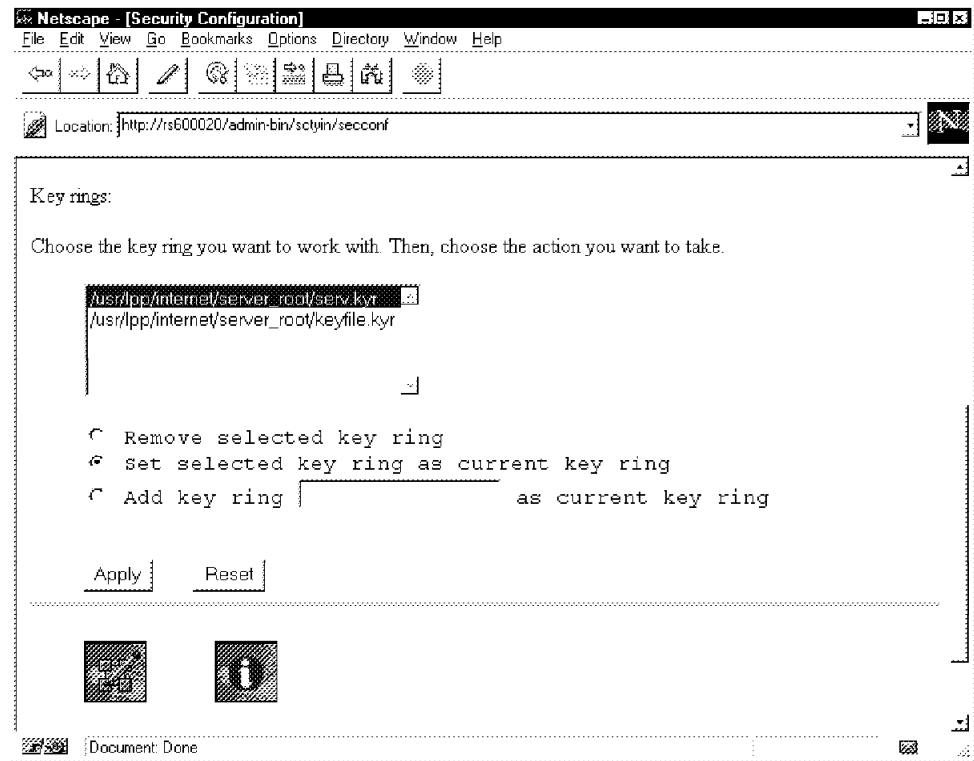 Netscape - [Security Configuration]
File Edit View Go Bookmarks Options Directory Window Help
Location: http://rs600020/admin-bin/sctyin/secconf
N
Key rings:
Choose the key ring you want to work with. Then, choose the action you want to take.
/usr/lpp/internet/server_root/serv.kyr
/usr/lpp/internet/server_root/keyfile.kyr
Remove selected key ring
Set selected key ring as current key ring
Add key ring as current key ring
Apply Reset
i
Document: Done